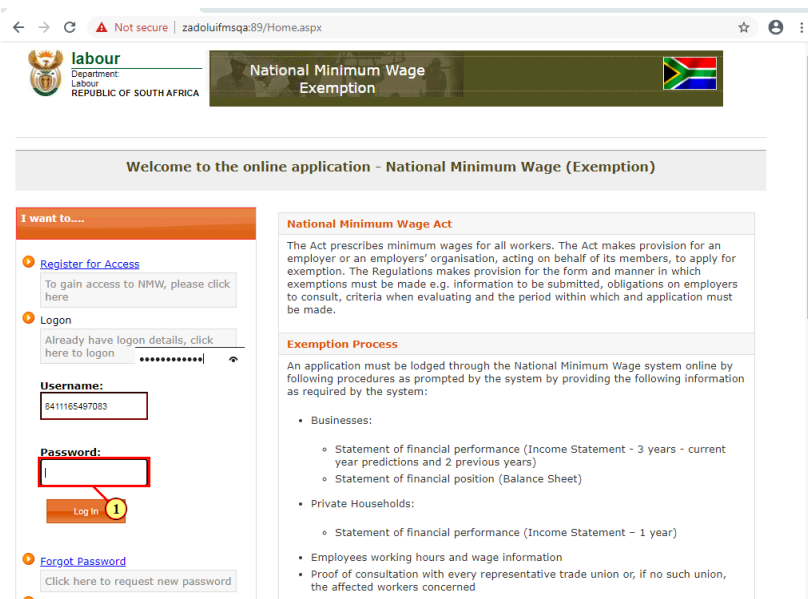 Not secure | zadoluifmsqa:89/Home.aspx
labour
Department:
Labour
REPUBLIC OF SOUTH AFRICA
National Minimum Wage
Exemption
Welcome to the online application - National Minimum Wage (Exemption)
I want to....
Register for Access
To gain access to NMW, please click
here
Logon
Already have logon details, click
here to logon
••••••••••••
Username:
8411165497083
Password:
Log In
1
Forgot Password
Click here to request new password
National Minimum Wage Act
The Act prescribes minimum wages for all workers. The Act makes provision for an
employer or an employers' organisation, acting on behalf of its members, to apply for
exemption. The Regulations makes provision for the form and manner in which
exemptions must be made e.g. information to be submitted, obligations on employers
to consult, criteria when evaluating and the period within which and application must
be made.
Exemption Process
An application must be lodged through the National Minimum Wage system online by
following procedures as prompted by the system by providing the following information
as required by the system:
• Businesses:
◦ Statement of financial performance (Income Statement - 3 years - current
year predictions and 2 previous years)
◦ Statement of financial position (Balance Sheet)
• Private Households:
◦ Statement of financial performance (Income Statement – 1 year)
• Employees working hours and wage information
• Proof of consultation with every representative trade union or, if no such union,
the affected workers concerned